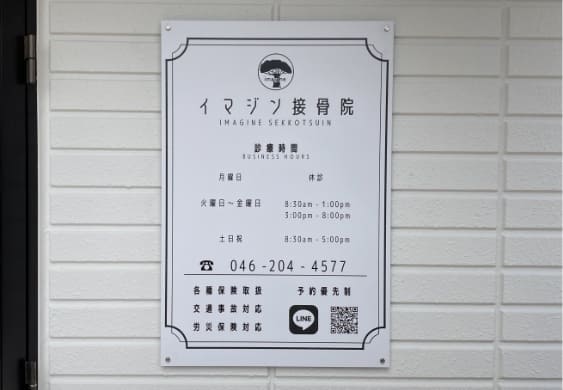 imagine
イマジン接骨院
IMAGINE SEKKOTSUIN
診療時間
BUSINESS HOURS
月曜日 休診
火曜日〜金曜日 8:30am - 1:00pm
3:00pm - 8:00pm
土日祝 8:30am - 5:00pm
☎ 046 -204 - 4577
各種保険取扱 予約優先制
交通事故対応
労災保険対応
LINE